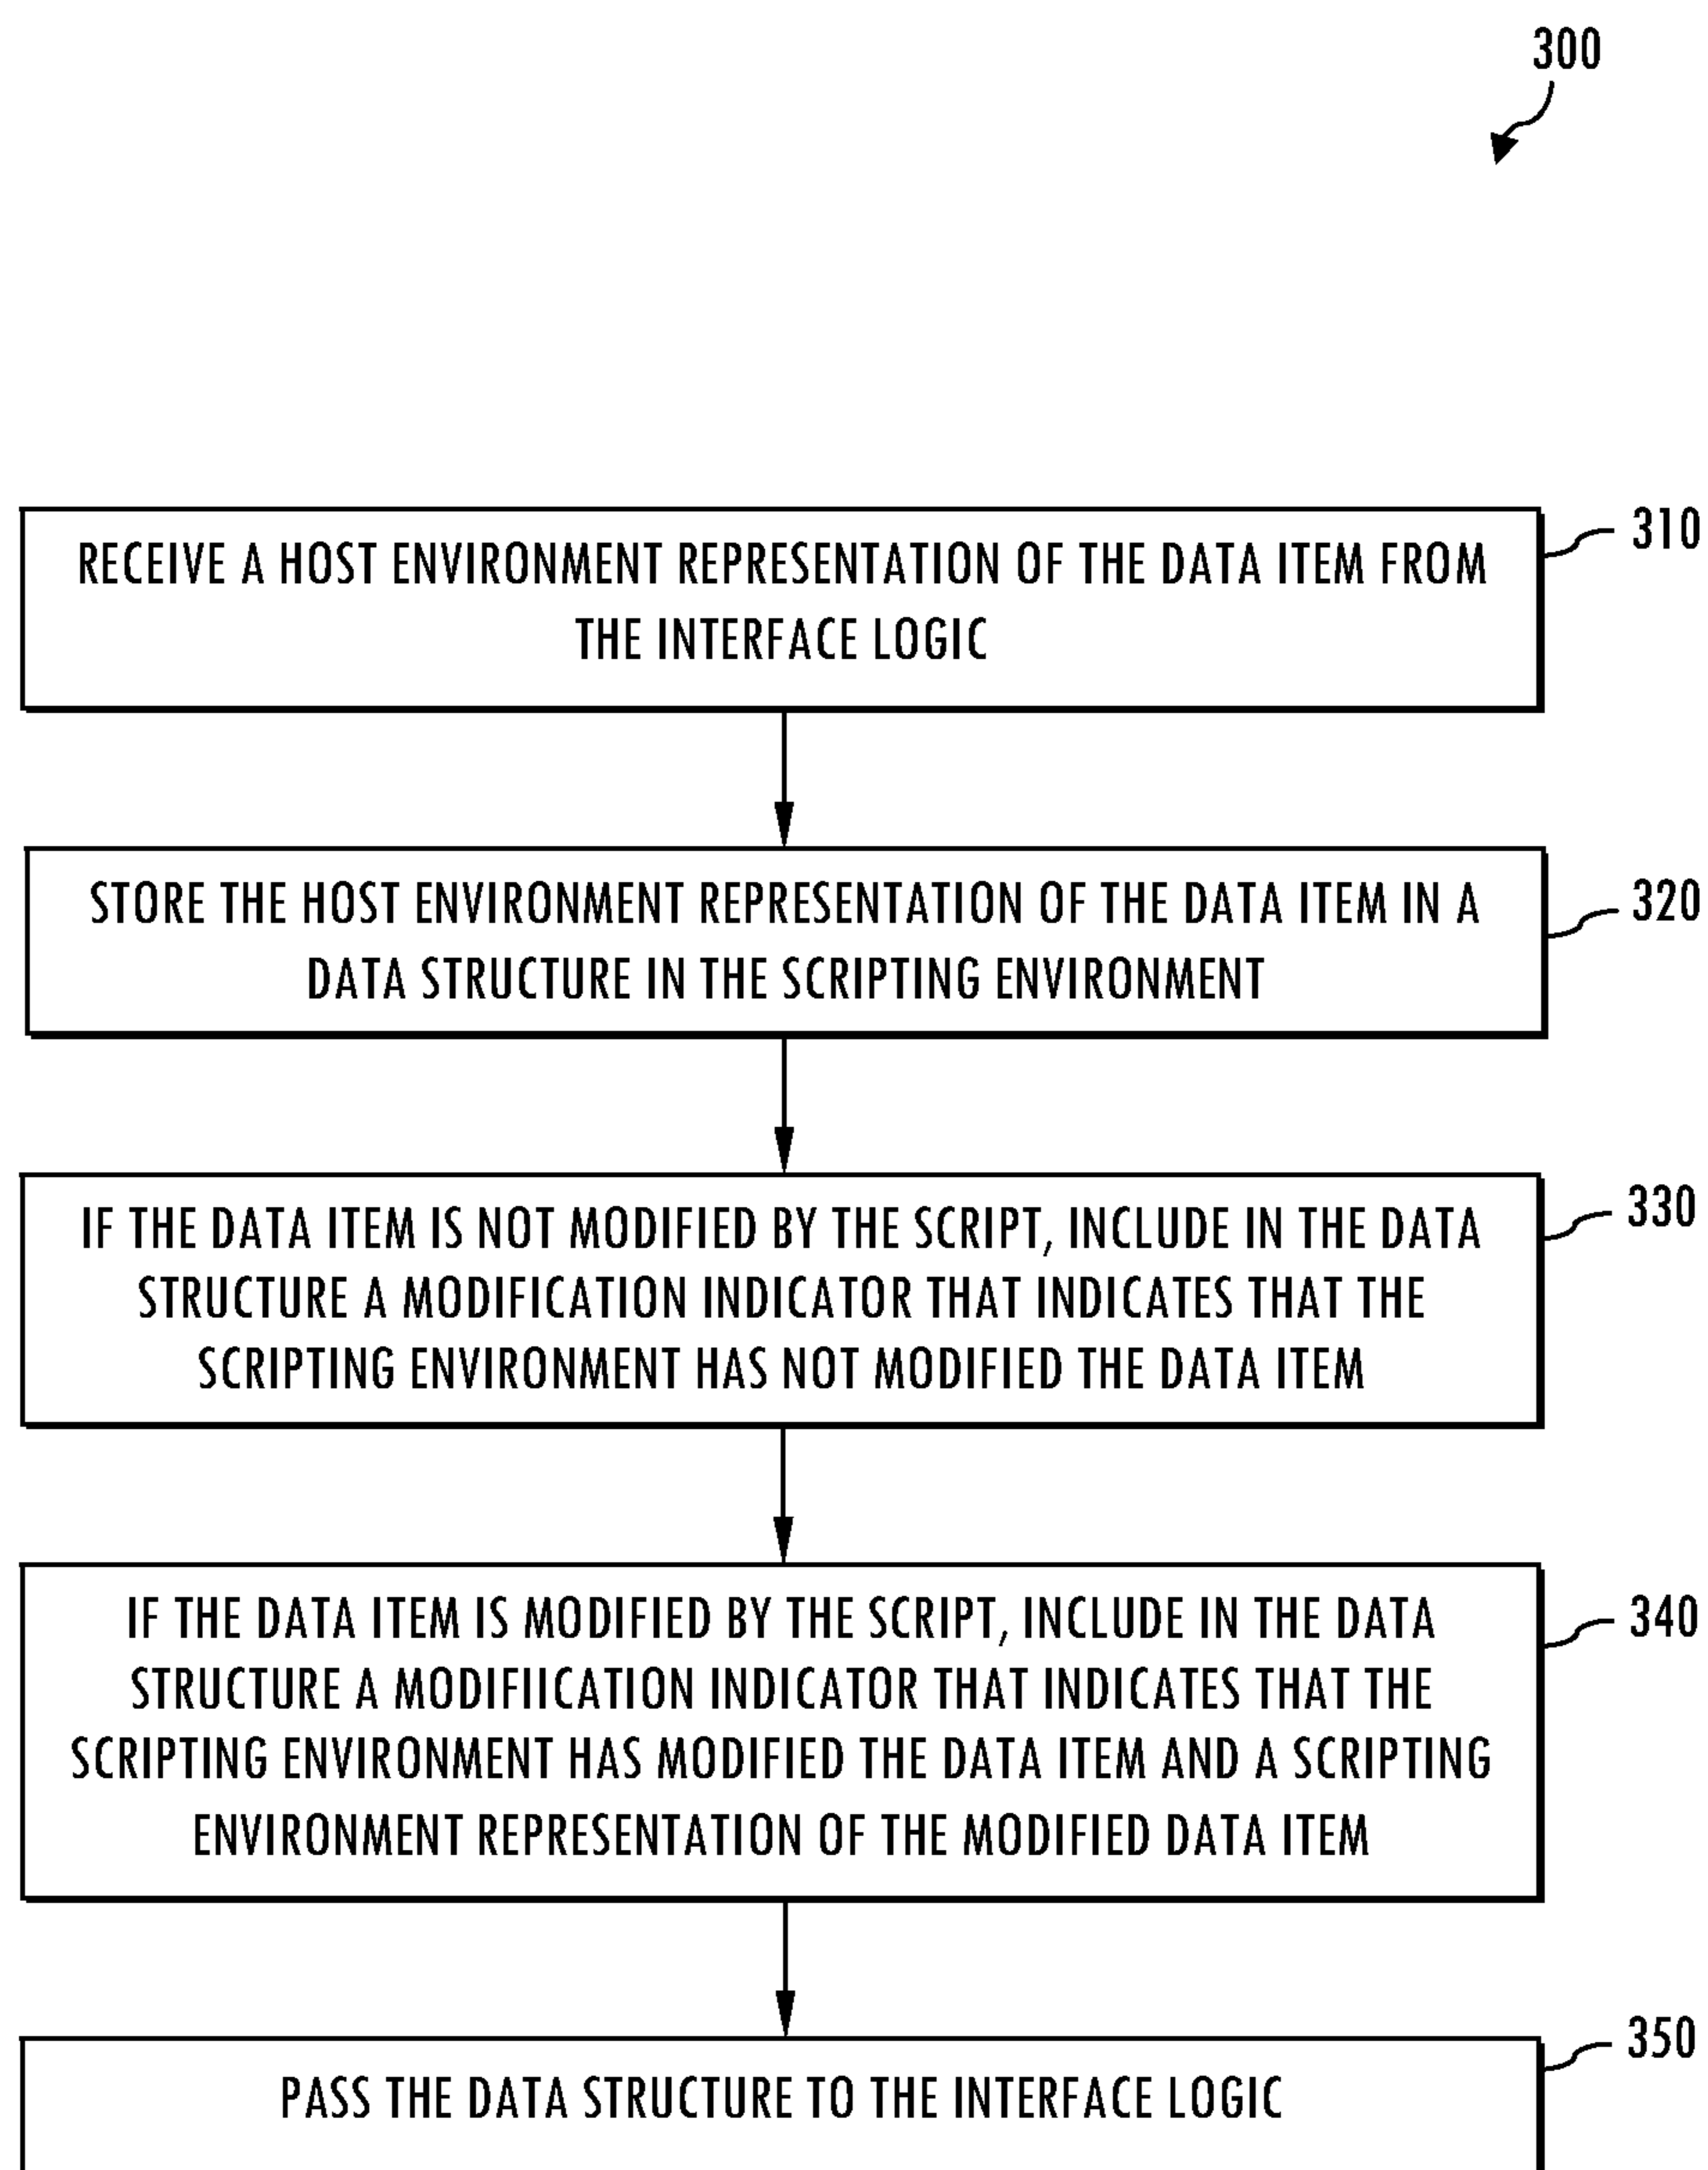 300
RECEIVE A HOST ENVIRONMENT REPRESENTATION OF THE DATA ITEM FROM
THE INTERFACE LOGIC
310
STORE THE HOST ENVIRONMENT REPRESENTATION OF THE DATA ITEM IN A
DATA STRUCTURE IN THE SCRIPTING ENVIRONMENT
320
IF THE DATA ITEM IS NOT MODIFIED BY THE SCRIPT, INCLUDE IN THE DATA
STRUCTURE A MODIFICATION INDICATOR THAT INDICATES THAT THE
SCRIPTING ENVIRONMENT HAS NOT MODIFIED THE DATA ITEM
330
IF THE DATA ITEM IS MODIFIED BY THE SCRIPT, INCLUDE IN THE DATA
STRUCTURE A MODIFIICATION INDICATOR THAT INDICATES THAT THE
SCRIPTING ENVIRONMENT HAS MODIFIED THE DATA ITEM AND A SCRIPTING
ENVIRONMENT REPRESENTATION OF THE MODIFIED DATA ITEM
340
PASS THE DATA STRUCTURE TO THE INTERFACE LOGIC
350